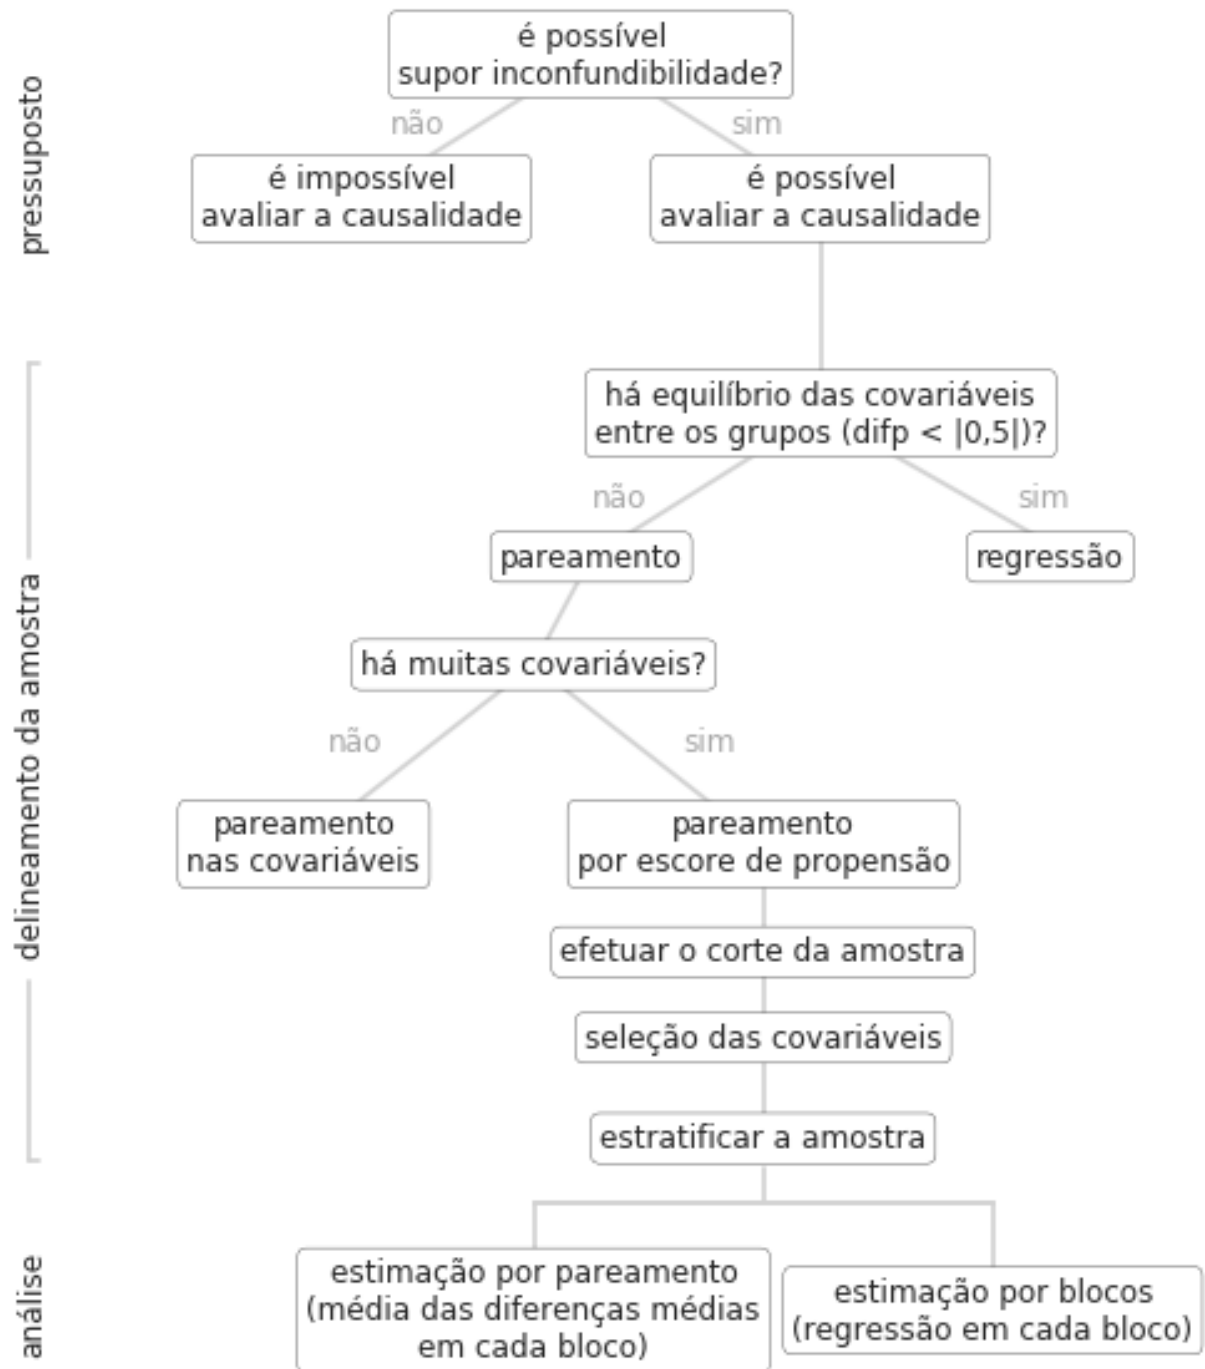 é possível
supor inconfundibilidade?
não
sim
pressuposto
é impossível
avaliar a causalidade
é possível
avaliar a causalidade
há equilíbrio das covariáveis
entre os grupos (difp < |0,5|)?
não
sim
pareamento
regressão
delineamento da amostra
há muitas covariáveis?
não
sim
pareamento
nas covariáveis
pareamento
por escore de propensão
efetuar o corte da amostra
seleção das covariáveis
estratificar a amostra
análise
estimação por pareamento
(média das diferenças médias
em cada bloco)
estimação por blocos
(regressão em cada bloco)